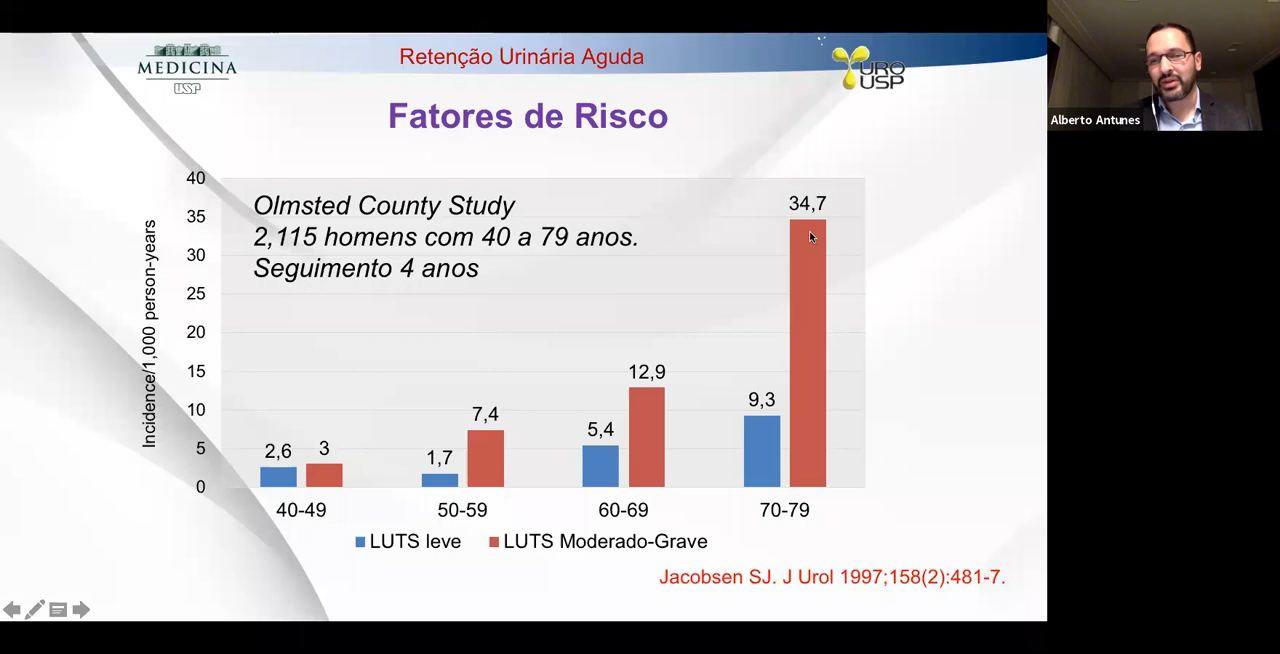 MEDICINA
USP
Retenção Urinária Aguda
URO
USP
Alberto Antunes
Fatores de Risco
Olmsted County Study
2,115 homens com 40 a 79 anos.
Seguimento 4 anos
Incidence/1,000 person-years
40
35
30
25
20
15
10
5
0
2,6
3
1,7
7,4
5,4
12,9
9,3
34,7
40-49
50-59
60-69
70-79
LUTS leve
LUTS Moderado-Grave
Jacobsen SJ. J Urol 1997;158(2):481-7.